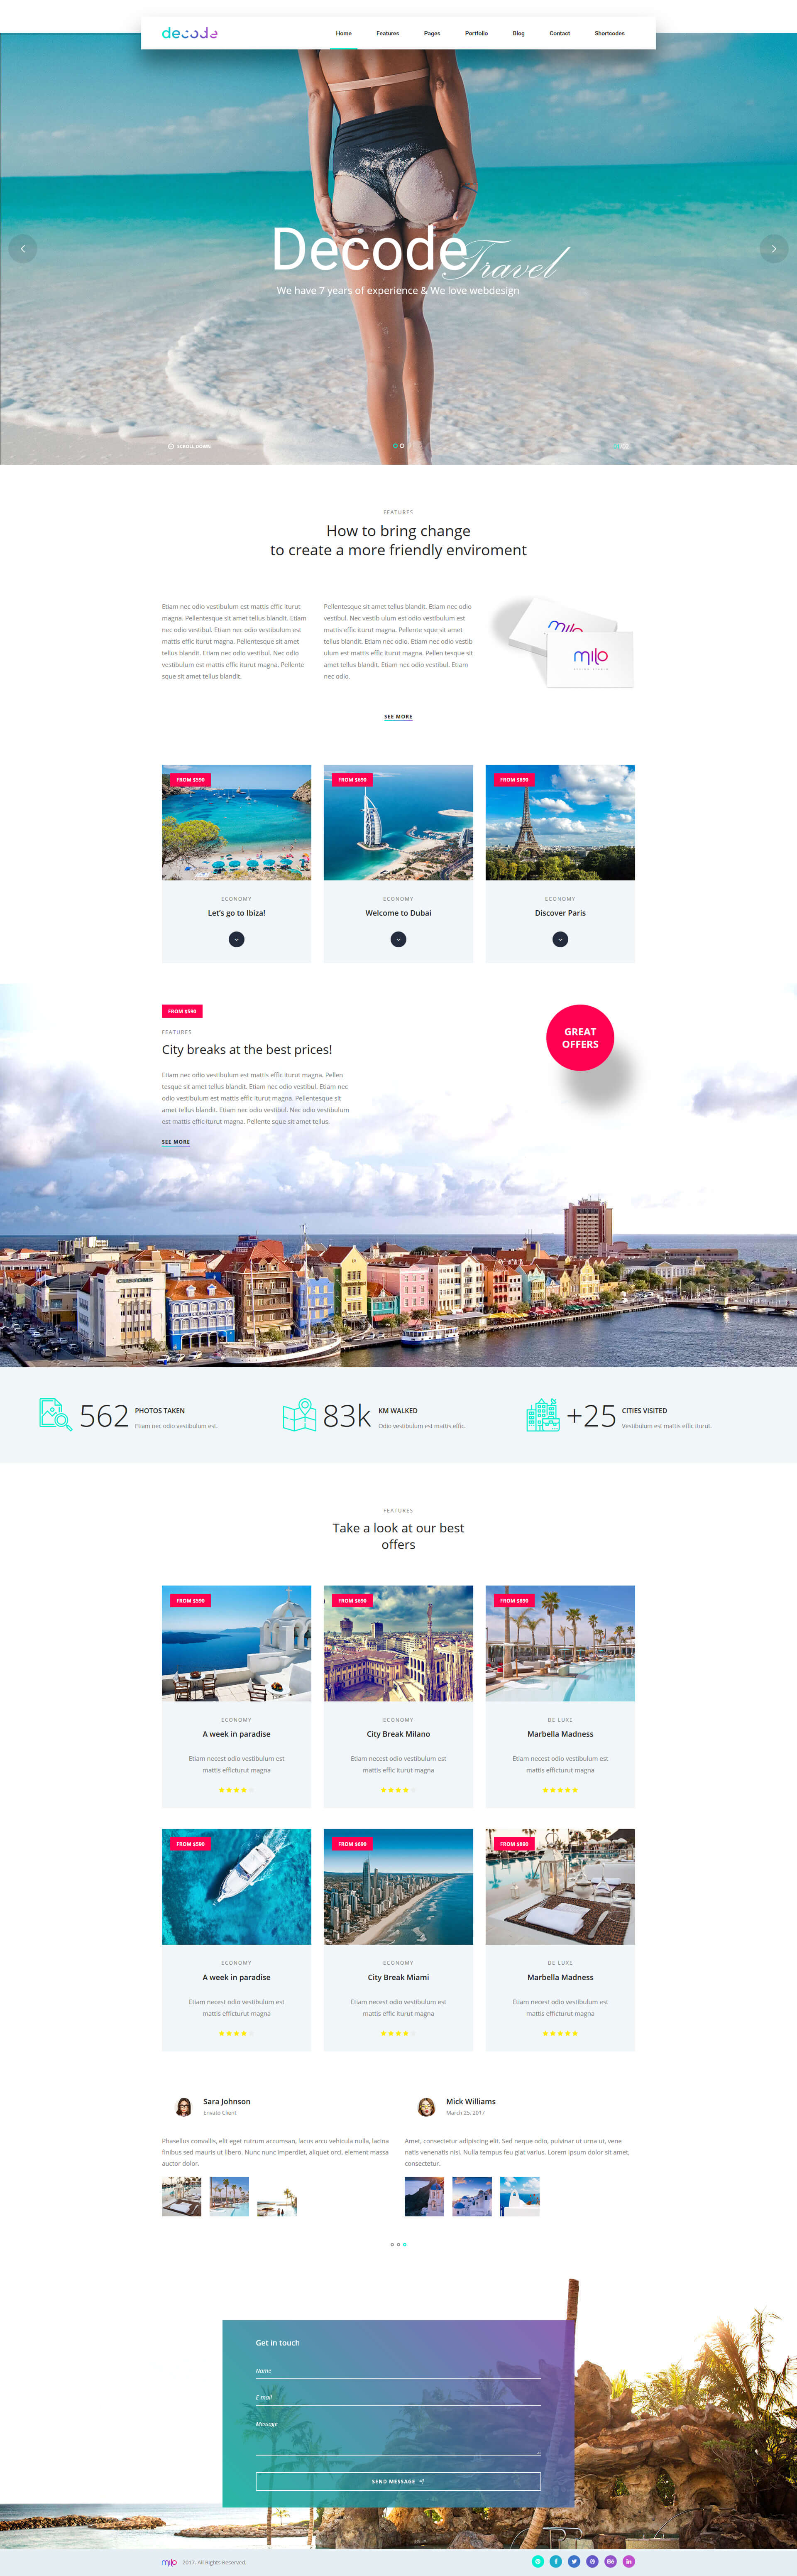 decode
Home Features Pages Portfolio Blog Contact Shortcodes
Decode Travel
We have 7 years of experience & We love webdesign
SCROLL DOWN
FEATURES
How to bring change
to create a more friendly enviroment
Etiam nec odio vestibulum est mattis effic iturut
magna. Pellentesque sit amet tellus blandit. Etiam
nec odio vestibul. Etiam nec odio vestibulum est
mattis effic iturut magna. Pellentesque sit amet
tellus blandit. Etiam nec odio vestibul. Nec odio
vestibulum est mattis effic iturut magna. Pellente
sque sit amet tellus blandit.
Pellentesque sit amet tellus blandit. Etiam nec odio
vestibul. Nec vestib ulum est odio vestibulum est
mattis effic iturut magna. Pellente sque sit amet
tellus blandit. Etiam nec odio vestibul. Etiam nec odio vestib
ulum est mattis effic iturut magna. Pellen tesque sit
amet tellus blandit. Etiam nec odio vestibul. Etiam
nec odio.
milo
milo
SEE MORE
FROM $590
ECONOMY
Let's go to Ibiza!
FROM $690
ECONOMY
Welcome to Dubai
FROM $890
ECONOMY
Discover Paris
FROM $590
FEATURES
City breaks at the best prices!
Etiam nec odio vestibulum est mattis effic iturut magna. Pellen
tesque sit amet tellus blandit. Etiam nec odio vestibul. Etiam nec
odio vestibulum est mattis effic iturut magna. Pellentesque sit
amet tellus blandit. Etiam nec odio vestibul. Nec odio vestibulum
est mattis effic iturut magna. Pellente sque sit amet tellus.
SEE MORE
GREAT
OFFERS
CUSTOMS
562 PHOTOS TAKEN
Etiam nec odio vestibulum est.
83k KM WALKED
Odio vestibulum est mattis effic.
+25 CITIES VISITED
Vestibulum est mattis effic iturut.
FEATURES
Take a look at our best
offers
FROM $590
ECONOMY
A week in paradise
Etiam necest odio vestibulum est
mattis efficturut magna
FROM $690
ECONOMY
City Break Milano
Etiam necest odio vestibulum est
mattis effic iturut magna
FROM $890
DE LUXE
Marbella Madness
Etiam necest odio vestibulum est
mattis efficturut magna
FROM $590
ECONOMY
A week in paradise
Etiam necest odio vestibulum est
mattis efficturut magna
FROM $690
ECONOMY
City Break Miami
Etiam necest odio vestibulum est
mattis effic iturut magna
FROM $890
DE LUXE
Marbella Madness
Etiam necest odio vestibulum est
mattis efficturut magna
Sara Johnson
Envato Client
Phasellus convallis, elit eget rutrum accumsan, lacus arcu vehicula nulla, lacina
finibus sed mauris ut libero. Nunc nunc imperdiet, aliquet orci, element massa
auctor dolor.
Mick Williams
March 25, 2017
Amet, consectetur adipiscing elit. Sed neque odio, pulvinar ut urna ut, vene
natis venenatis nisi. Nulla tempus feu giat varius. Lorem ipsum dolor sit amet,
consectetur.
Get in touch
Name
E-mail
Message
SEND MESSAGE
milo 2017. All Rights Reserved.